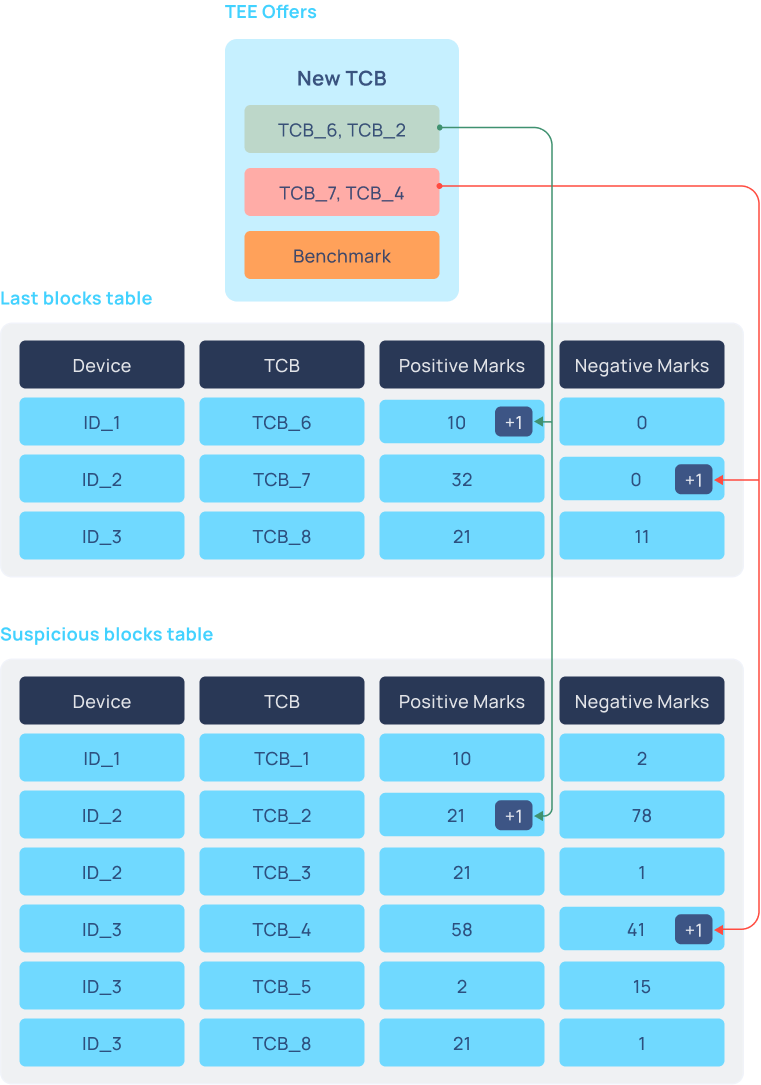 TEE Offers
New TCB
TCB_6, TCB_2
TCB_7, TCB_4
Benchmark
Last blocks table
Device TCB Positive Marks Negative Marks
ID_1 TCB_6 10 +1 0
ID_2 TCB_7 32 0 +1
ID_3 TCB_8 21 11
Suspicious blocks table
Device TCB Positive Marks Negative Marks
ID_1 TCB_1 10 2
ID_2 TCB_2 21 +1 78
ID_2 TCB_3 21 1
ID_3 TCB_4 58 41 +1
ID_3 TCB_5 2 15
ID_3 TCB_8 21 1